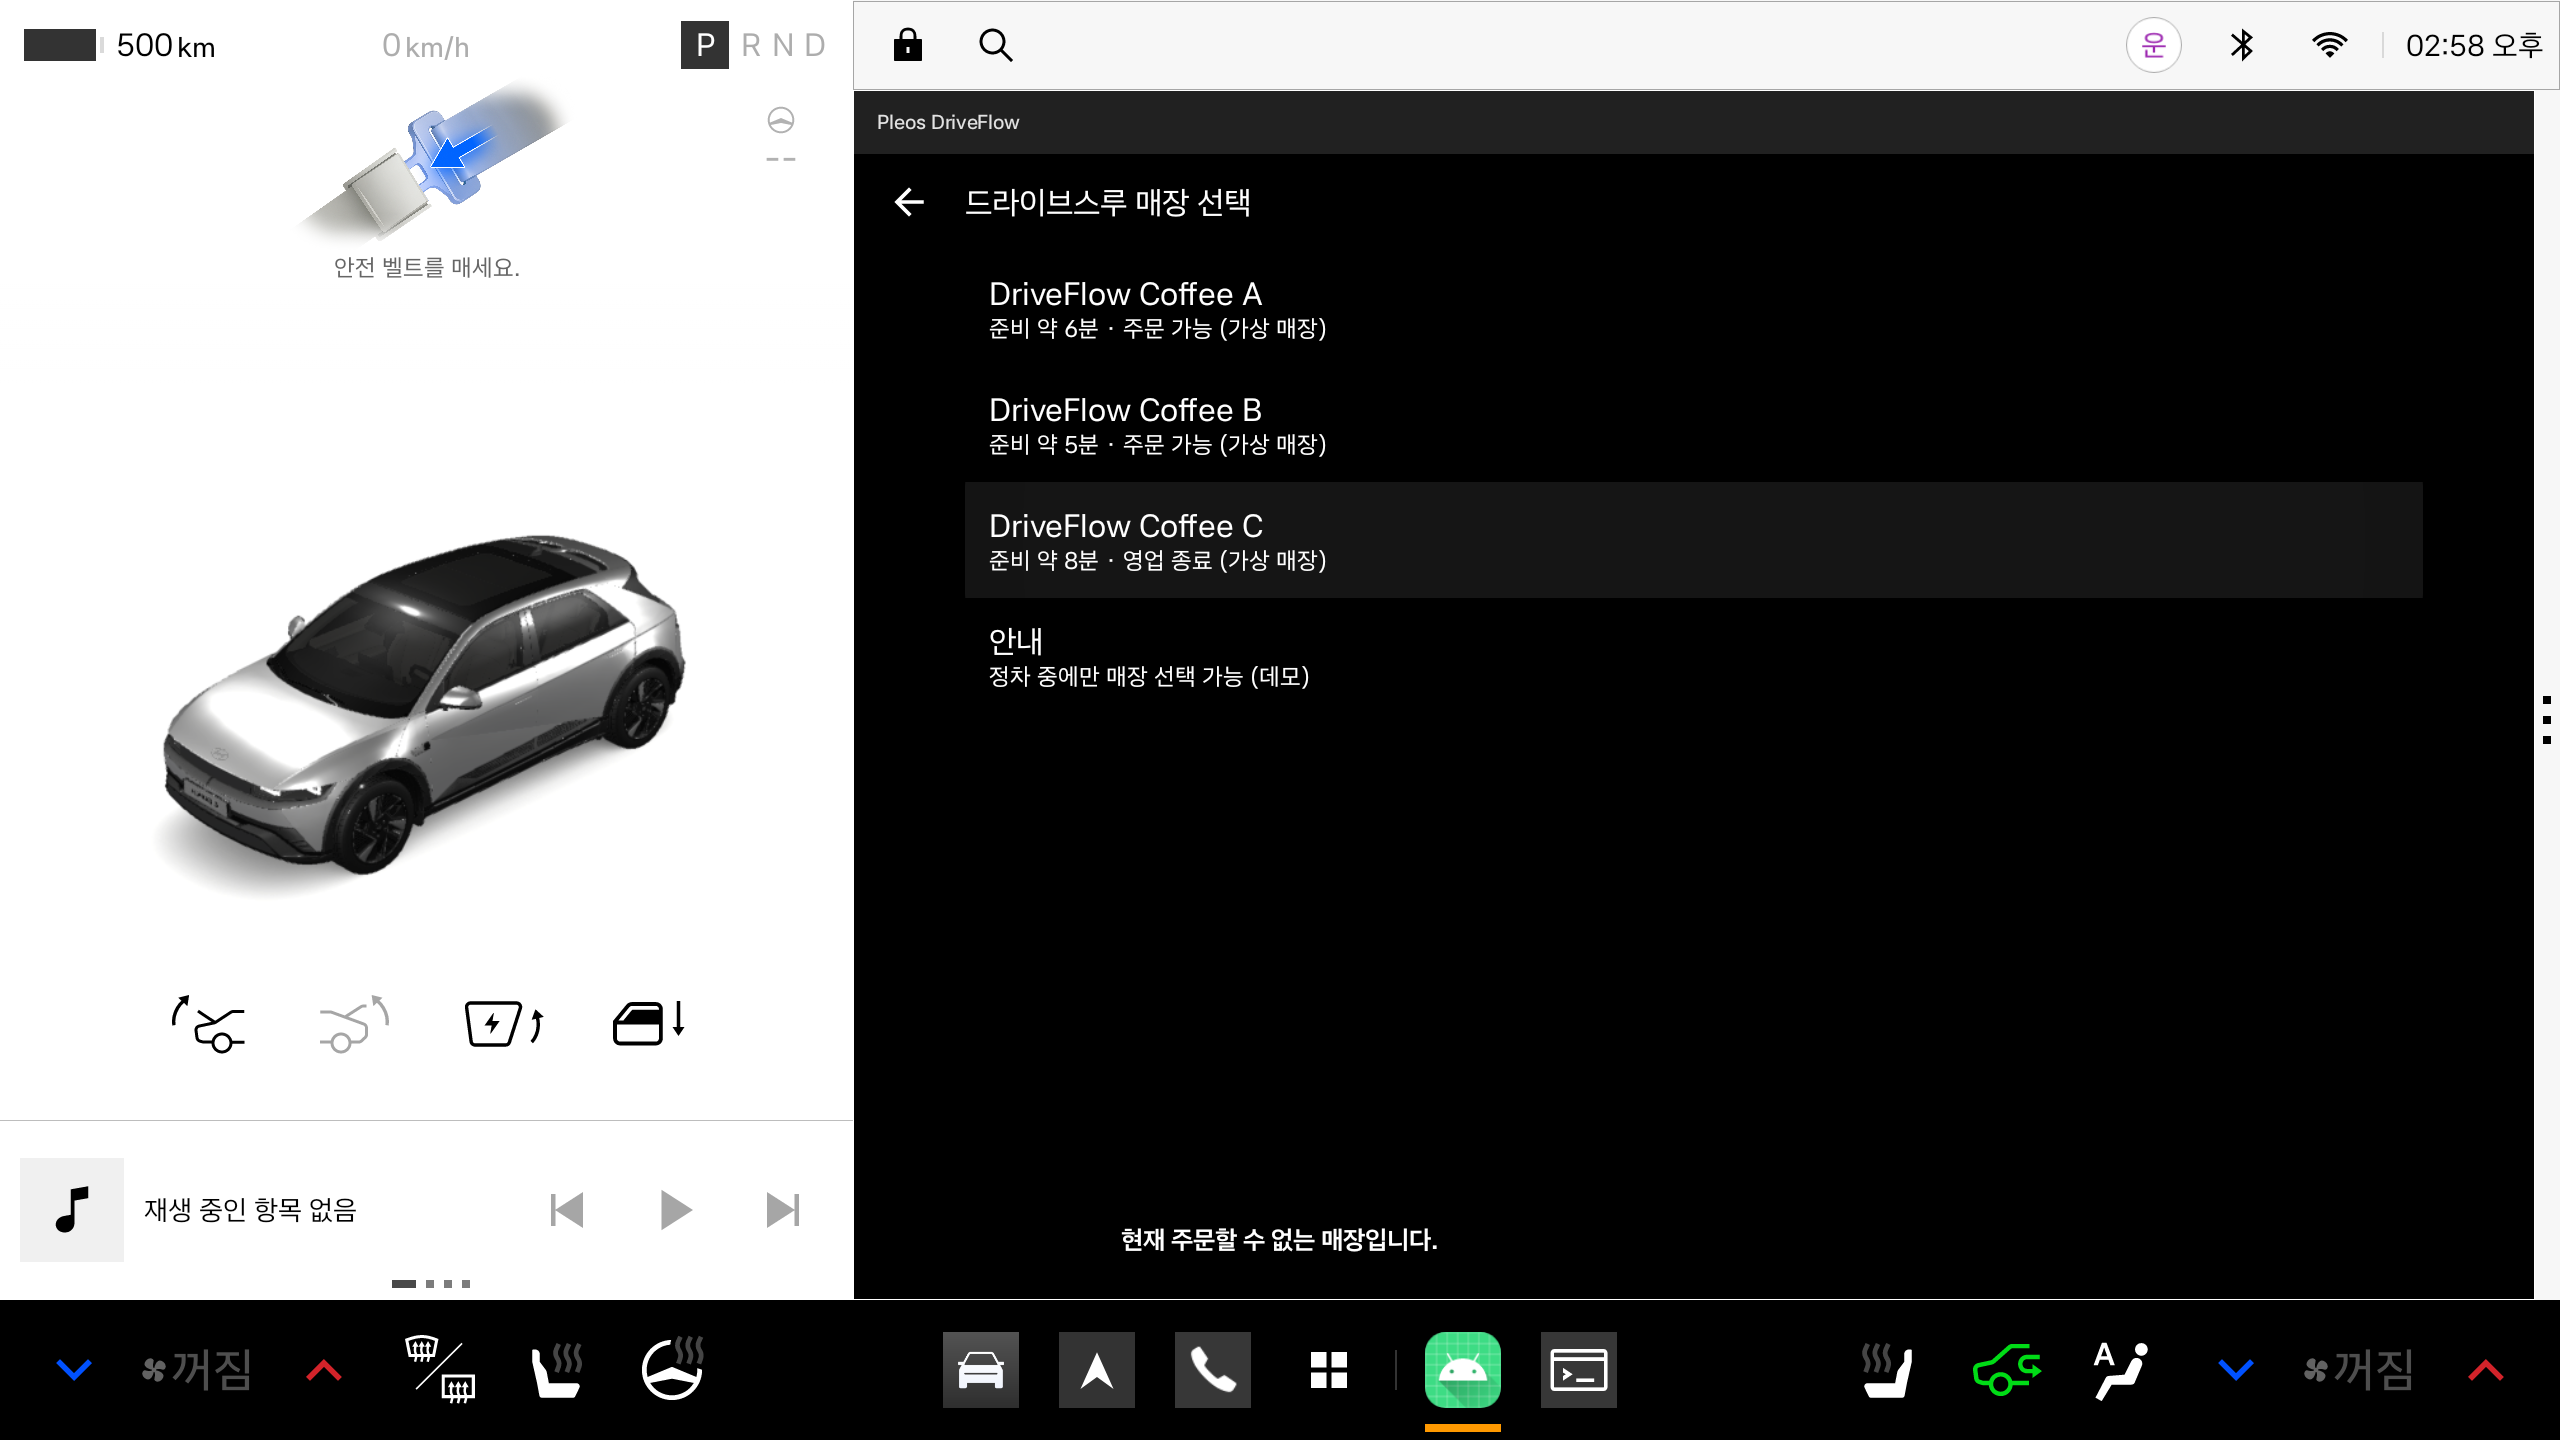 500 km
0 km/h
P R N D
운
02:58 오후
안전 벨트를 매세요.
Pleos DriveFlow
드라이브스루 매장 선택
DriveFlow Coffee A
준비 약 6분 · 주문 가능 (가상 매장)
DriveFlow Coffee B
준비 약 5분 · 주문 가능 (가상 매장)
DriveFlow Coffee C
준비 약 8분 · 영업 종료 (가상 매장)
안내
정차 중에만 매장 선택 가능 (데모)
재생 중인 항목 없음
현재 주문할 수 없는 매장입니다.
꺼짐
A
꺼짐